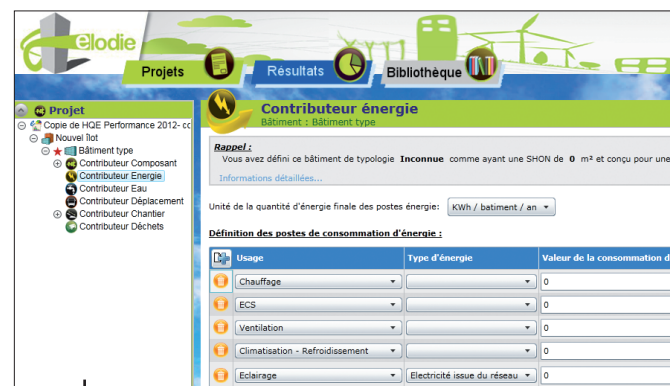 elodie
Projets
Résultats
Bibliothèque
Projet
Copie de HQE Performance 2012- cc
Nouvel îlot
Bâtiment type
Contributeur Composant
Contributeur Energie
Contributeur Eau
Contributeur Déplacement
Contributeur Chantier
Contributeur Déchets
Contributeur énergie
Bâtiment : Bâtiment type
Rappel :
Vous avez défini ce bâtiment de typologie Inconnue comme ayant une SHON de 0 m² et conçu pour une
Informations détaillées...
Unité de la quantité d'énergie finale des postes énergie: KWh / batiment / an
Définition des postes de consommation d'énergie :
Usage Type d'énergie Valeur de la consommation d
Chauffage 0
ECS 0
Ventilation 0
Climatisation - Refroidissement 0
Eclairage Electricité issue du réseau 0